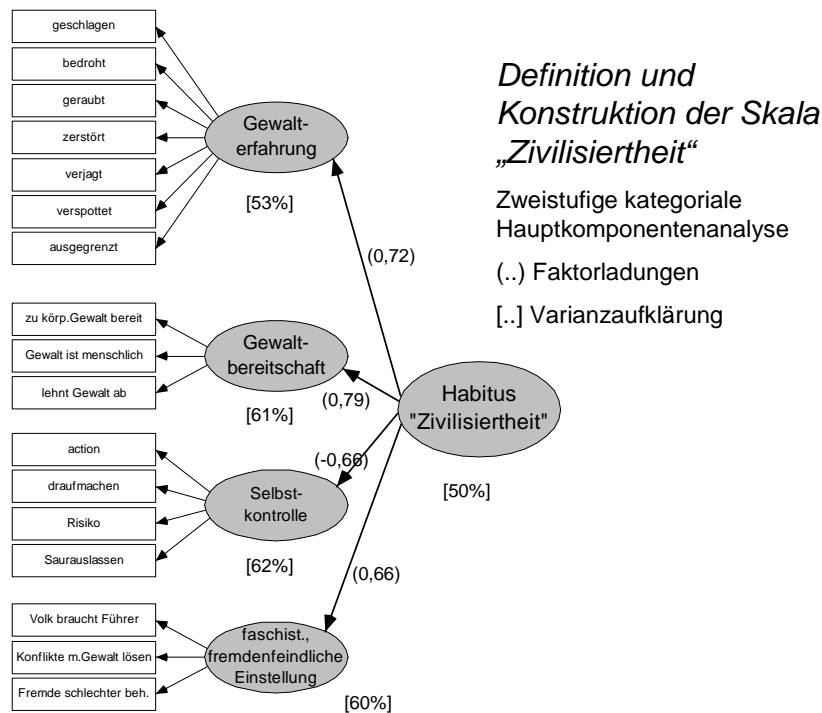 geschlagen
bedroht
geraubt
zerstört
verjagt
verspottet
ausgegrenzt
Gewalt-
erfahrung
[53%]
(0,72)
zu körp.Gewalt bereit
Gewalt ist menschlich
lehnt Gewalt ab
Gewalt-
bereitschaft
[61%]
(0,79)
action
draufmachen
Risiko
Saurauslassen
Selbst-
kontrolle
[62%]
(-0,66)
Volk braucht Führer
Konflikte m.Gewalt lösen
Fremde schlechter beh.
faschist.,
fremdenfeindliche
Einstellung
[60%]
(0,66)
Habitus
"Zivilisiertheit"
[50%]
Definition und
Konstruktion der Skala
„Zivilisiertheit“
Zweistufige kategoriale
Hauptkomponentenanalyse
(..) Faktorladungen
[..] Varianzaufklärung